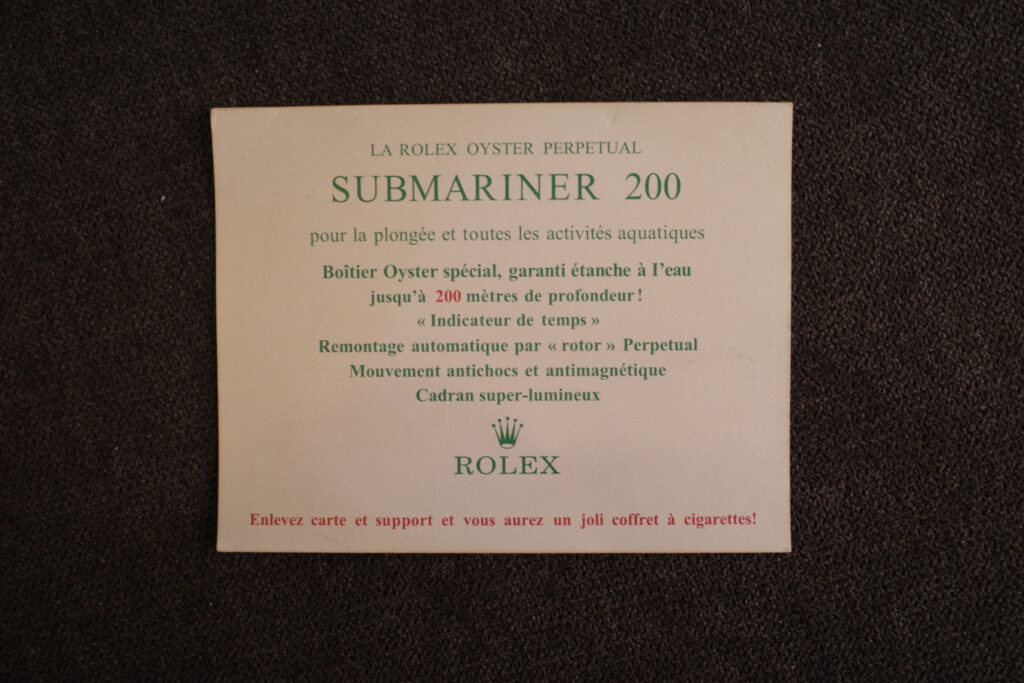 LA ROLEX OYSTER PERPETUAL
SUBMARINER 200
pour la plongée et toutes les activités aquatiques
Boîtier Oyster spécial, garanti étanche à l'eau
jusqu'à 200 mètres de profondeur !
« Indicateur de temps »
Remontage automatique par « rotor » Perpetual
Mouvement antichocs et antimagnétique
Cadran super-lumineux
ROLEX
Enlevez carte et support et vous aurez un joli coffret à cigarettes!